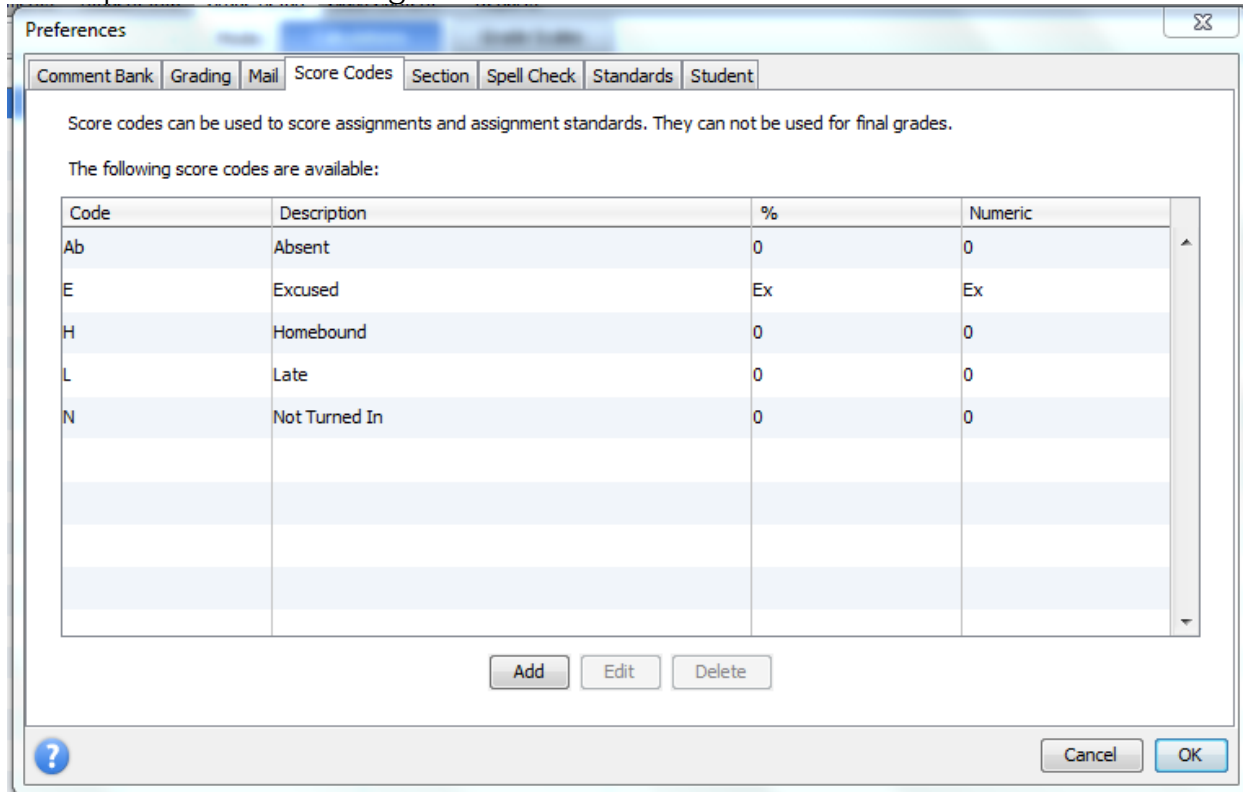 Preferences
Comment Bank Grading Mail Score Codes Section Spell Check Standards Student
Score codes can be used to score assignments and assignment standards. They can not be used for final grades.
The following score codes are available:
Code Description % Numeric
Ab Absent 0 0
E Excused Ex Ex
H Homebound 0 0
L Late 0 0
N Not Turned In 0 0
Add Edit Delete
? Cancel OK